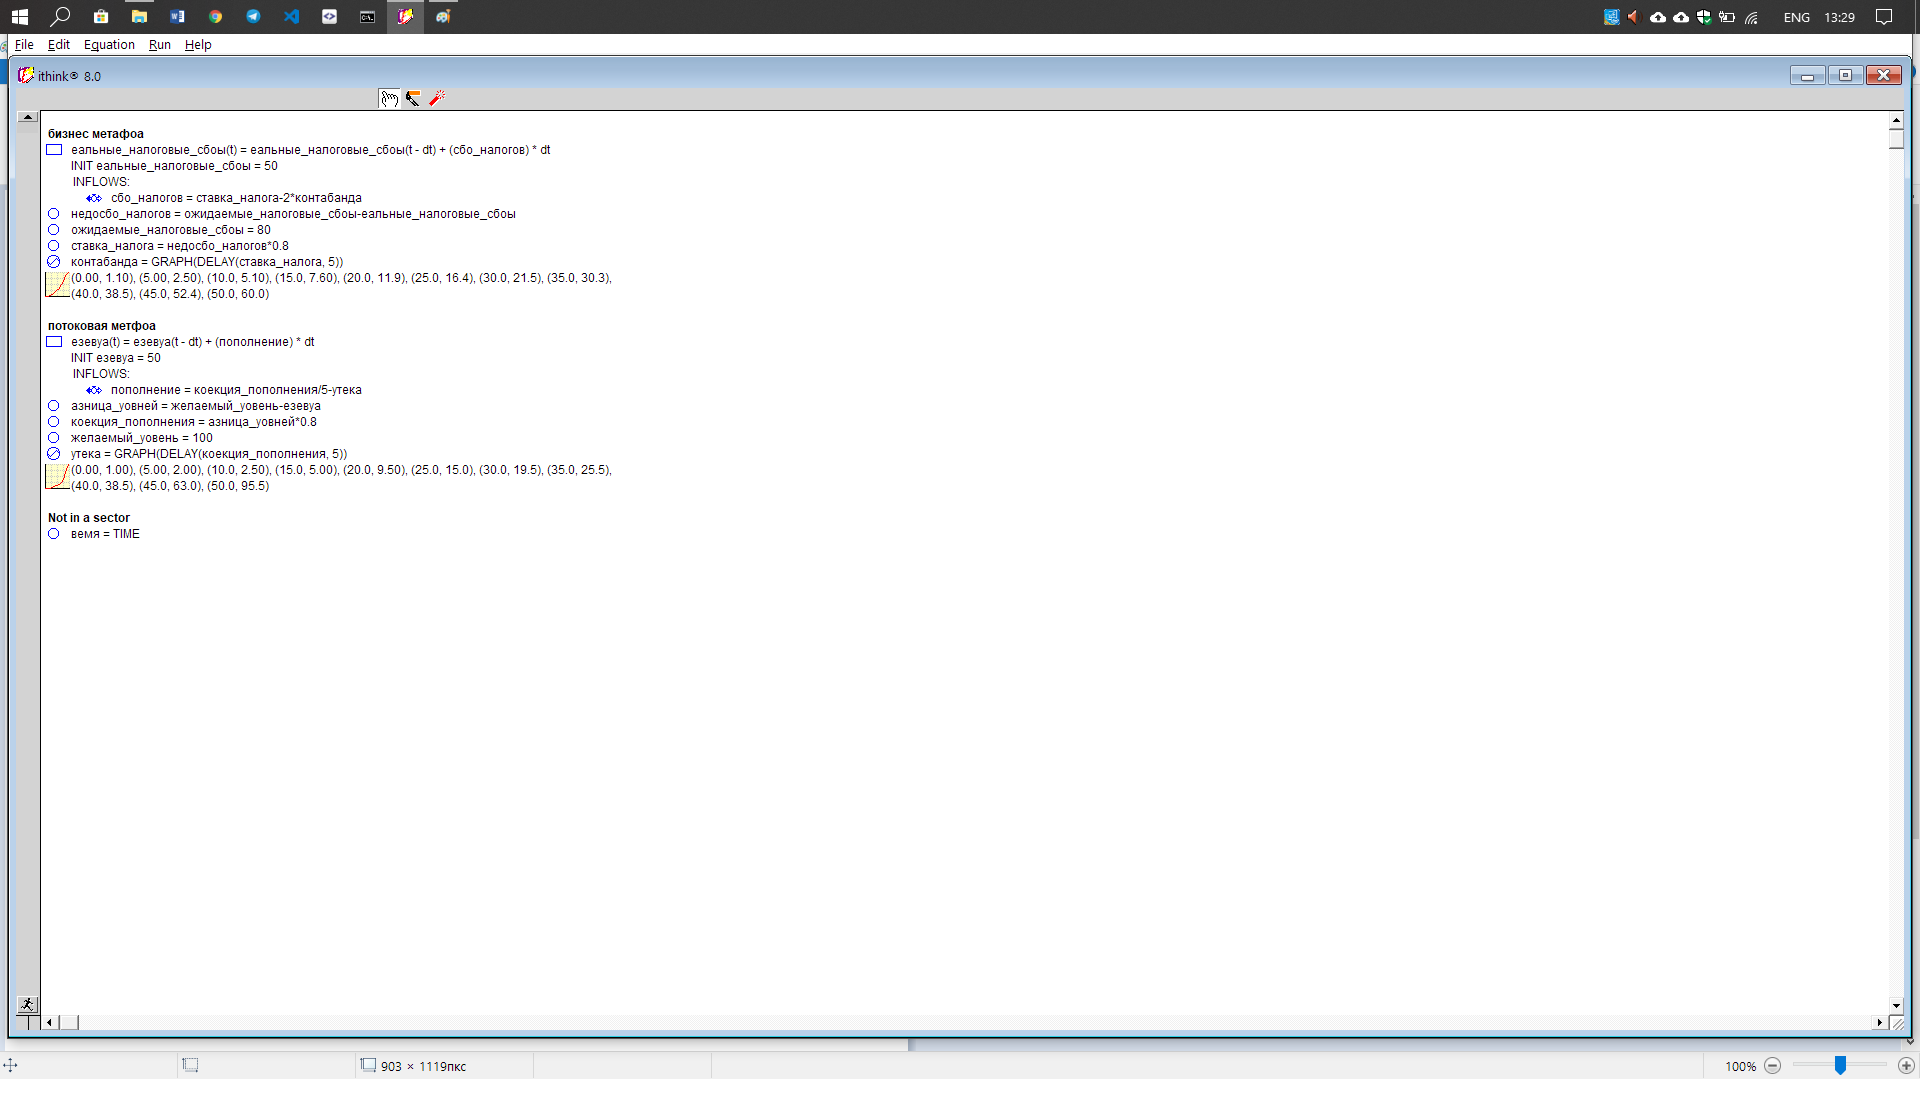 ENG 13:29
File Edit Equation Run Help
ithink® 8.0
бизнес метафоа
еальные_налоговые_сбоы(t) = еальные_налоговые_сбоы(t - dt) + (сбо_налогов) * dt
INIT еальные_налоговые_сбоы = 50
INFLOWS:
сбо_налогов = ставка_налога-2*контабанда
недосбо_налогов = ожидаемые_налоговые_сбоы-еальные_налоговые_сбоы
ожидаемые_налоговые_сбоы = 80
ставка_налога = недосбо_налогов*0.8
контабанда = GRAPH(DELAY(ставка_налога, 5))
(0.00, 1.10), (5.00, 2.50), (10.0, 5.10), (15.0, 7.60), (20.0, 11.9), (25.0, 16.4), (30.0, 21.5), (35.0, 30.3),
(40.0, 38.5), (45.0, 52.4), (50.0, 60.0)
потоковая метфоа
езевуа(t) = езевуа(t - dt) + (пополнение) * dt
INIT езевуа = 50
INFLOWS:
пополнение = коекция_пополнения/5-утека
азница_уовней = желаемый_уовень-езевуа
коекция_пополнения = азница_уовней*0.8
желаемый_уовень = 100
утека = GRAPH(DELAY(коекция_пополнения, 5))
(0.00, 1.00), (5.00, 2.00), (10.0, 2.50), (15.0, 5.00), (20.0, 9.50), (25.0, 15.0), (30.0, 19.5), (35.0, 25.5),
(40.0, 38.5), (45.0, 63.0), (50.0, 95.5)
Not in a sector
вемя = TIME
903 × 1119пкс
100%